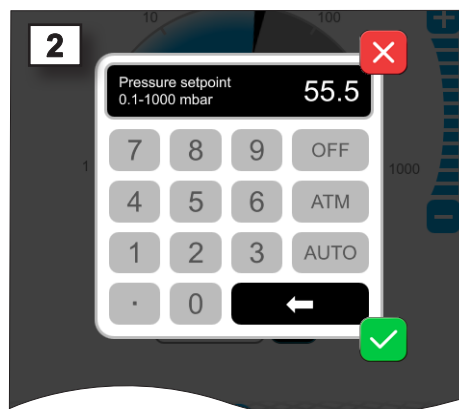 10 100
2
Pressure setpoint
0.1-1000 mbar
55.5
7 8 9 OFF
1 1000
4 5 6 ATM
1 2 3 AUTO
. 0